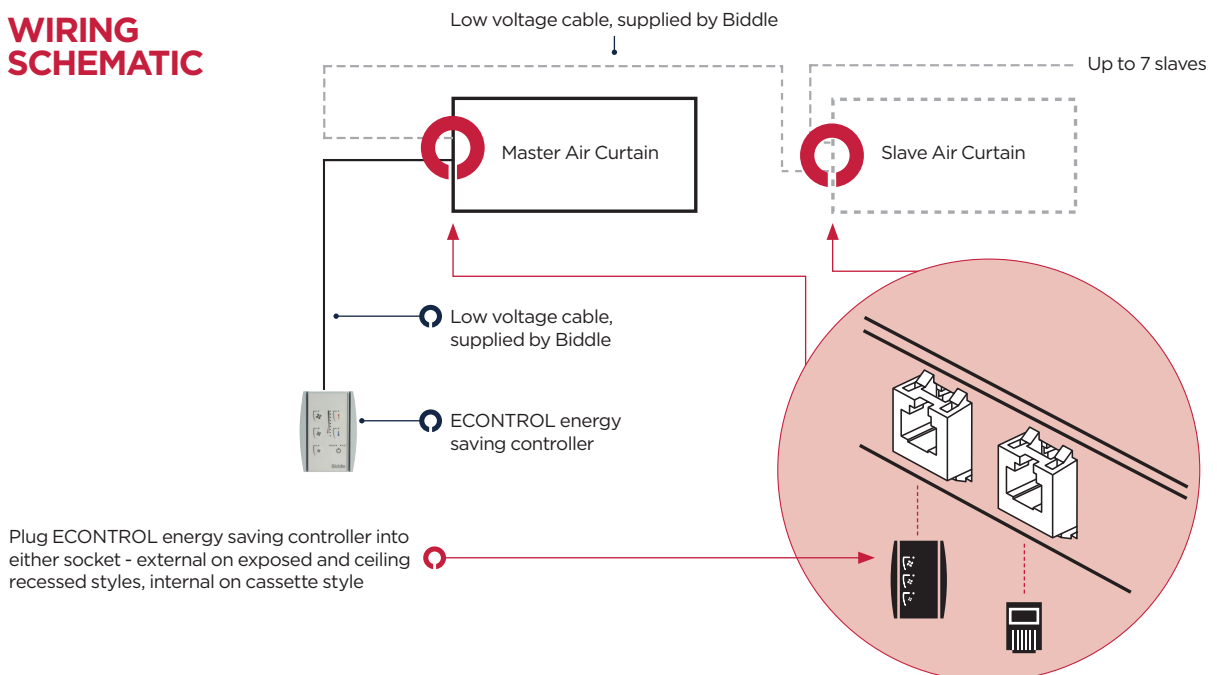 WIRING
SCHEMATIC
Low voltage cable, supplied by Biddle
Up to 7 slaves
Master Air Curtain
Slave Air Curtain
Low voltage cable,
supplied by Biddle
ECONTROL energy
saving controller
Biddle
Plug ECONTROL energy saving controller into
either socket - external on exposed and ceiling
recessed styles, internal on cassette style